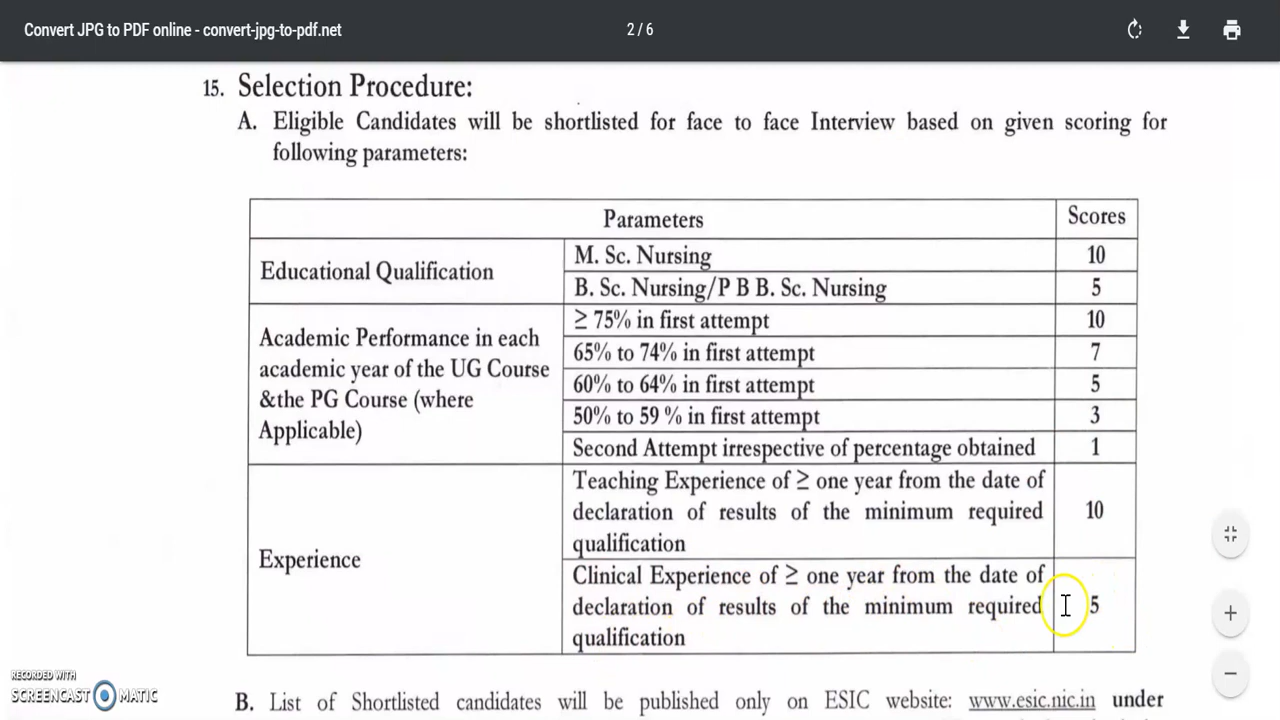 Convert JPG to PDF online - convert-jpg-to-pdf.net
2 / 6
15. Selection Procedure:
A. Eligible Candidates will be shortlisted for face to face Interview based on given scoring for
following parameters:
Parameters
Scores
Educational Qualification
M. Sc. Nursing
10
B. Sc. Nursing/P B B. Sc. Nursing
5
Academic Performance in each
academic year of the UG Course
&the PG Course (where
Applicable)
≥ 75% in first attempt
10
65% to 74% in first attempt
7
60% to 64% in first attempt
5
50% to 59 % in first attempt
3
Second Attempt irrespective of percentage obtained
1
Experience
Teaching Experience of ≥ one year from the date of
declaration of results of the minimum required
qualification
10
Clinical Experience of ≥ one year from the date of
declaration of results of the minimum required
qualification
5
B. List of Shortlisted candidates will be published only on ESIC website: www.esic.nic.in under
RECORDED WITH
SCREENCAST MATIC